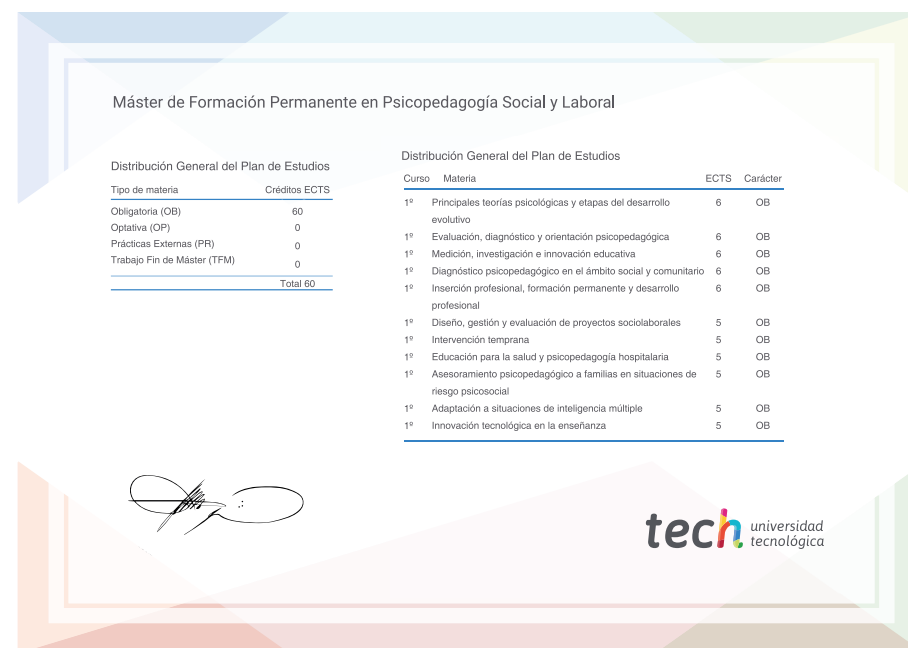 Máster de Formación Permanente en Psicopedagogía Social y Laboral
Distribución General del Plan de Estudios
Tipo de materia Créditos ECTS
Obligatoria (OB) 60
Optativa (OP) 0
Prácticas Externas (PR) 0
Trabajo Fin de Máster (TFM) 0
Total 60
Distribución General del Plan de Estudios
Curso Materia ECTS Carácter
1º Principales teorías psicológicas y etapas del desarrollo 6 OB
evolutivo
1º Evaluación, diagnóstico y orientación psicopedagógica 6 OB
1º Medición, investigación e innovación educativa 6 OB
1º Diagnóstico psicopedagógico en el ámbito social y comunitario 6 OB
1º Inserción profesional, formación permanente y desarrollo 6 OB
profesional
1º Diseño, gestión y evaluación de proyectos sociolaborales 5 OB
1º Intervención temprana 5 OB
1º Educación para la salud y psicopedagogía hospitalaria 5 OB
1º Asesoramiento psicopedagógico a familias en situaciones de 5 OB
riesgo psicosocial
1º Adaptación a situaciones de inteligencia múltiple 5 OB
1º Innovación tecnológica en la enseñanza 5 OB
tech universidad
tecnológica